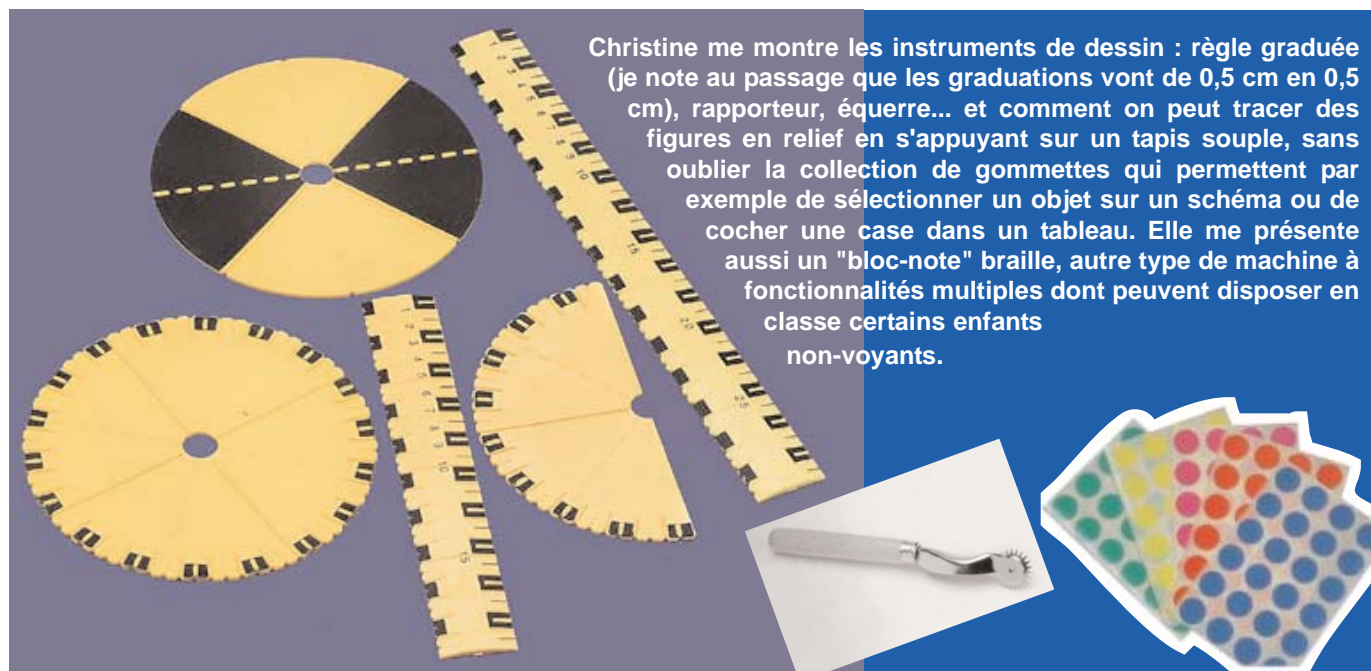 Christine me montre les instruments de dessin : règle graduée
(je note au passage que les graduations vont de 0,5 cm en 0,5
cm), rapporteur, équerre... et comment on peut tracer des
figures en relief en s'appuyant sur un tapis souple, sans
oublier la collection de gommettes qui permettent par
exemple de sélectionner un objet sur un schéma ou de
cocher une case dans un tableau. Elle me présente
aussi un "bloc-note" braille, autre type de machine à
fonctionnalités multiples dont peuvent disposer en
classe certains enfants
non-voyants.